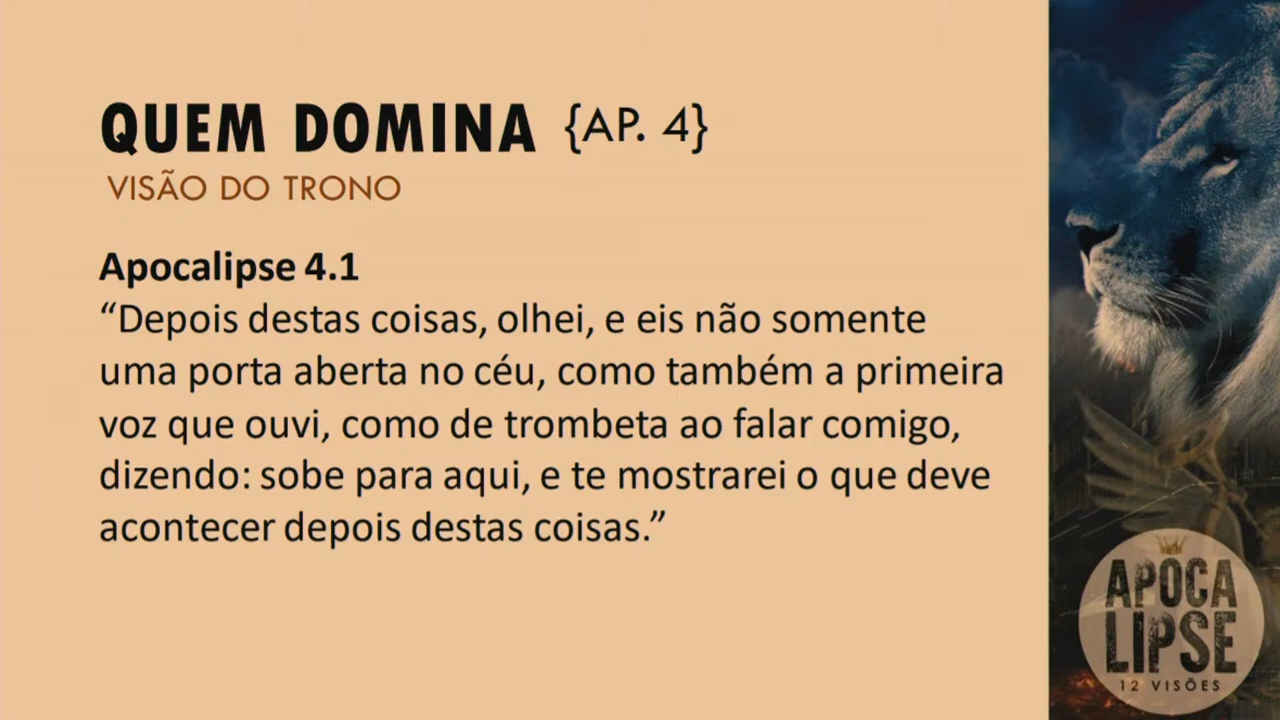 QUEM DOMINA {AP. 4}
VISÃO DO TRONO
Apocalipse 4.1
“Depois destas coisas, olhei, e eis não somente
uma porta aberta no céu, como também a primeira
voz que ouvi, como de trombeta ao falar comigo,
dizendo: sobe para aqui, e te mostrarei o que deve
acontecer depois destas coisas.”
APOCA
LIPSE
12 VISÕES